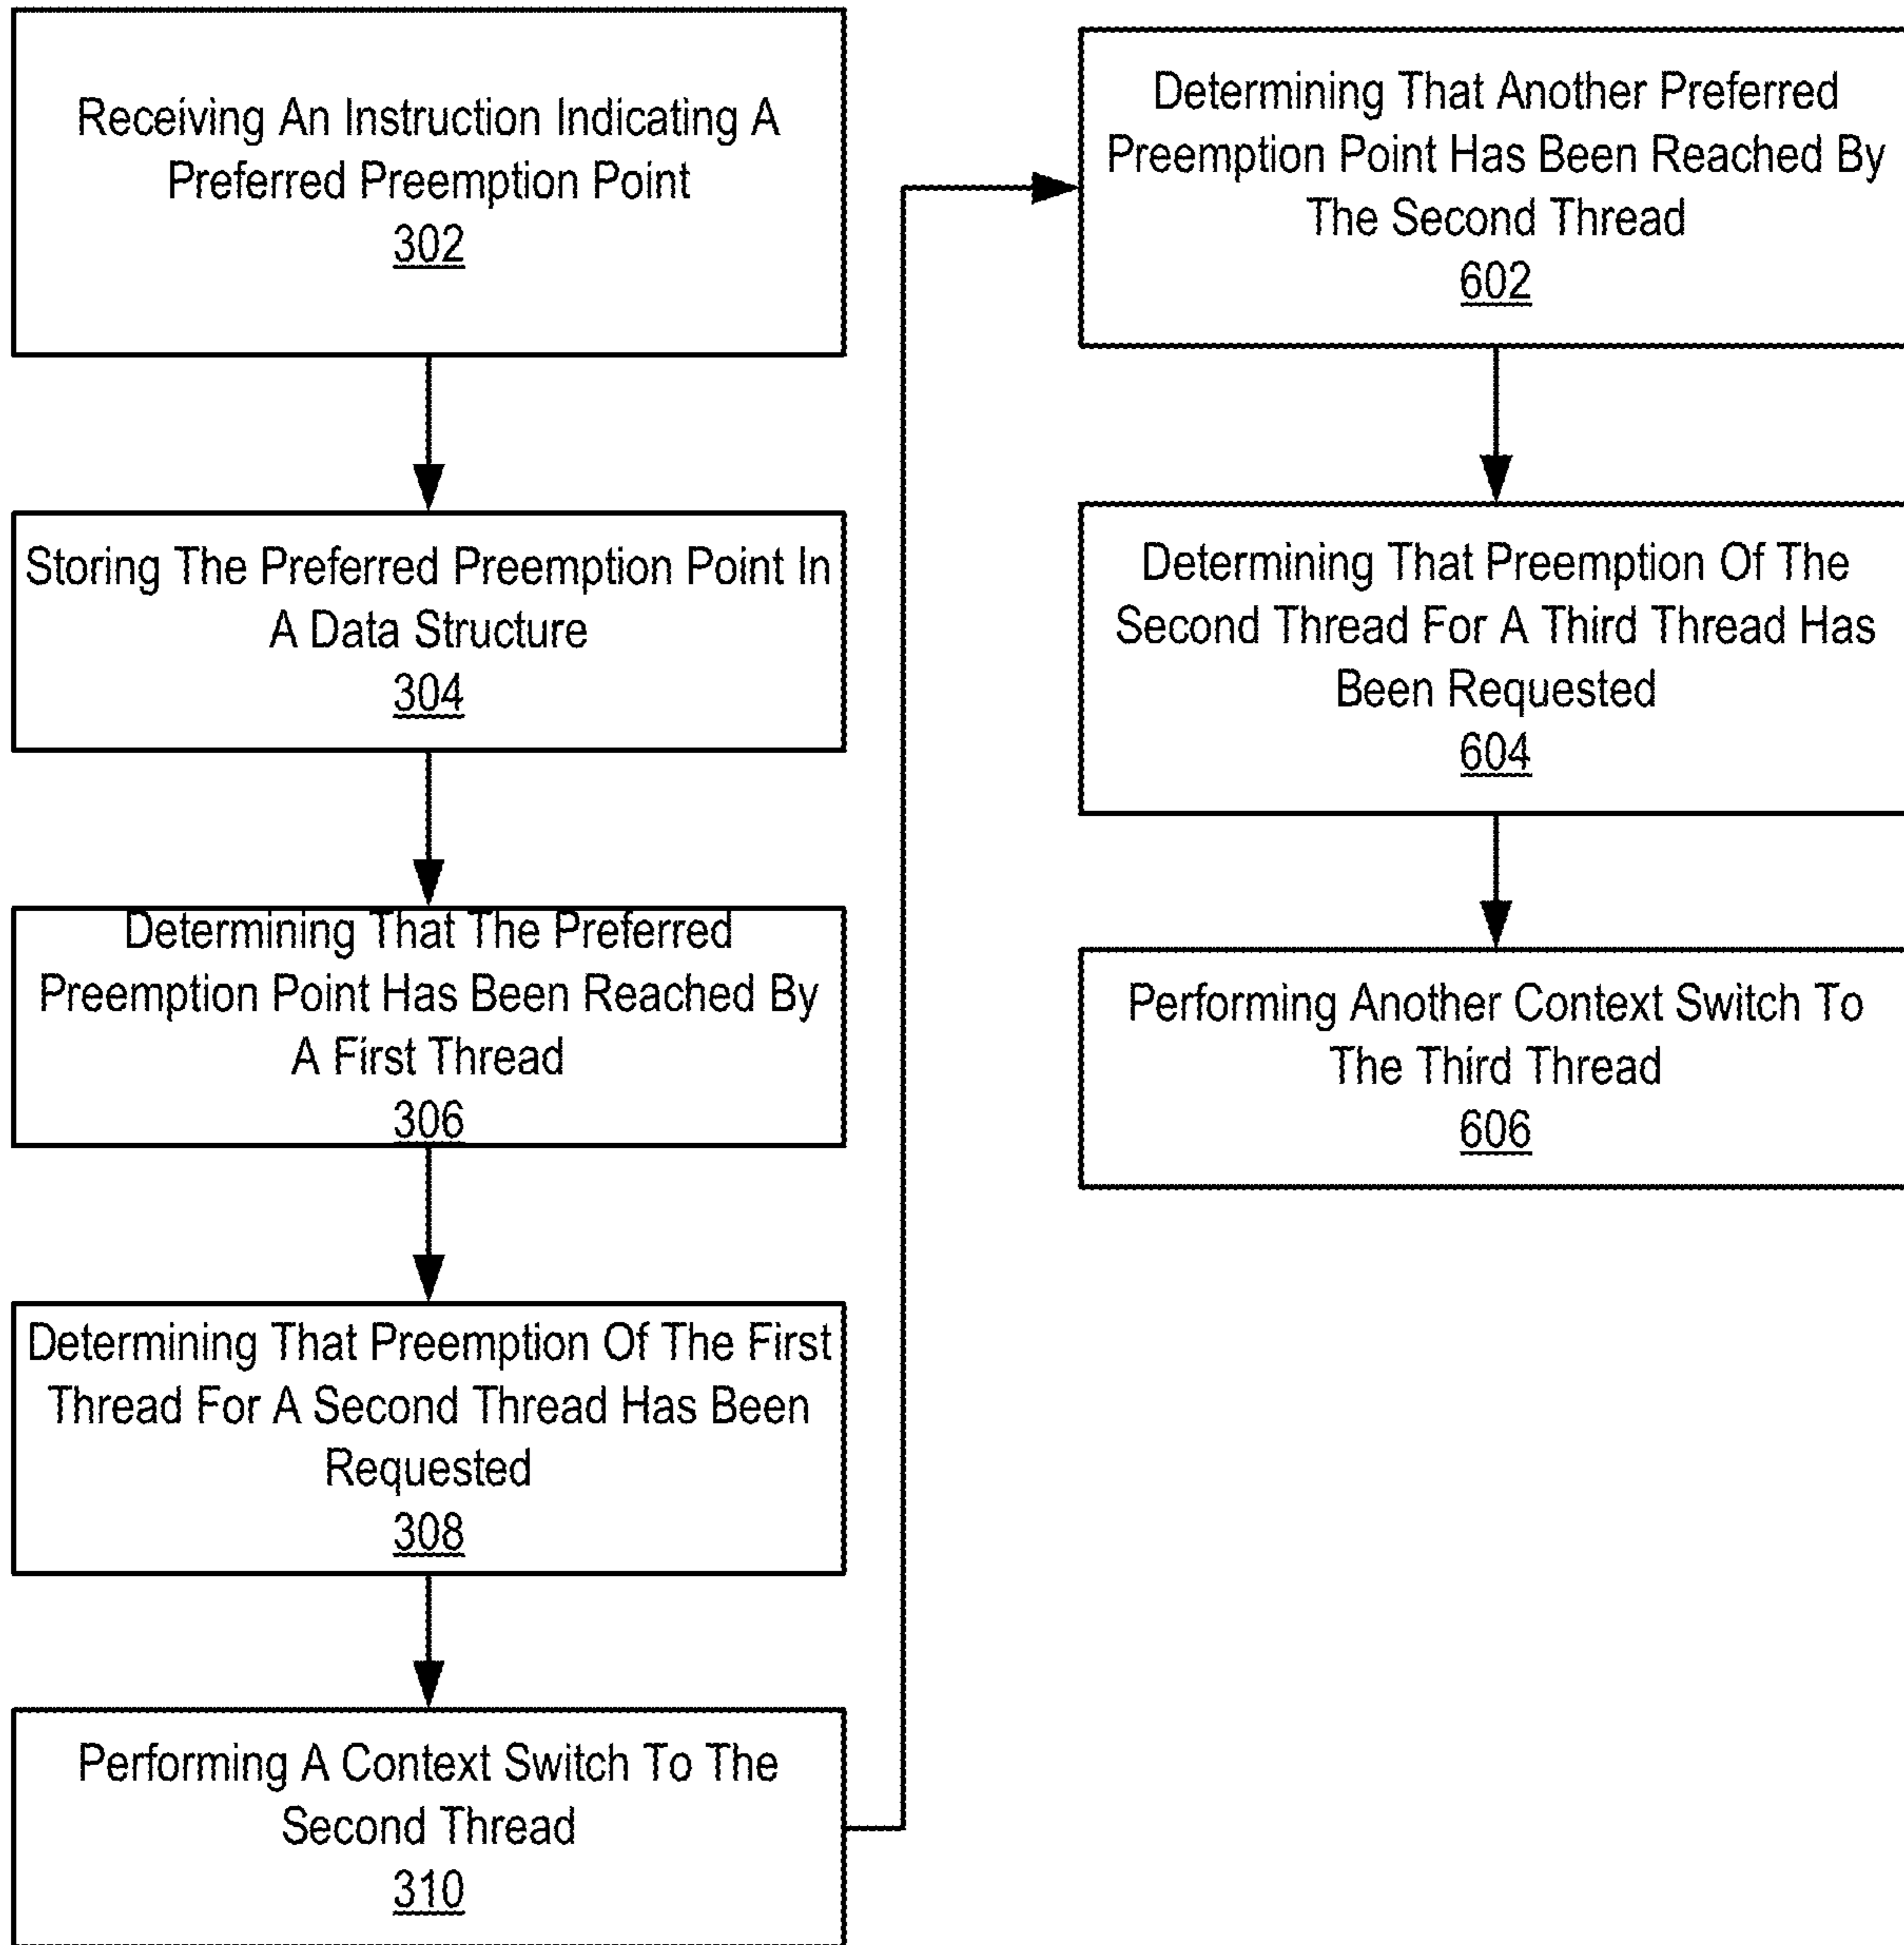 Receiving An Instruction Indicating A
Preferred Preemption Point
302
Storing The Preferred Preemption Point In
A Data Structure
304
Determining That The Preferred
Preemption Point Has Been Reached By
A First Thread
306
Determining That Preemption Of The First
Thread For A Second Thread Has Been
Requested
308
Performing A Context Switch To The
Second Thread
310
Determining That Another Preferred
Preemption Point Has Been Reached By
The Second Thread
602
Determining That Preemption Of The
Second Thread For A Third Thread Has
Been Requested
604
Performing Another Context Switch To
The Third Thread
606